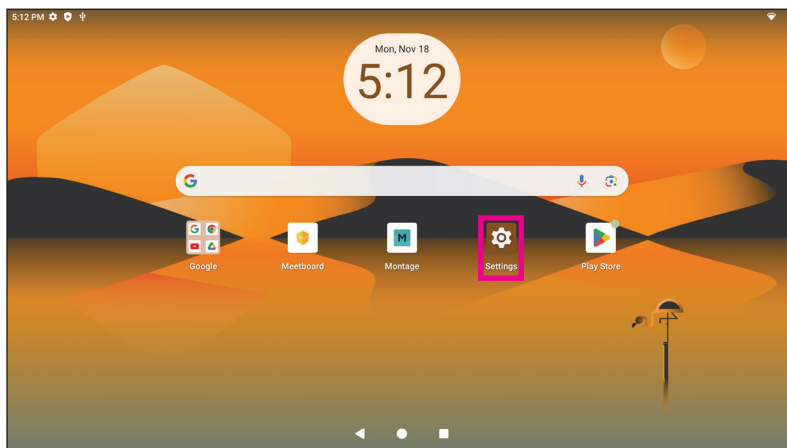 5:12 PM
Mon, Nov 18
5:12
G
Google
Meetboard
M
Montage
Settings
Play Store